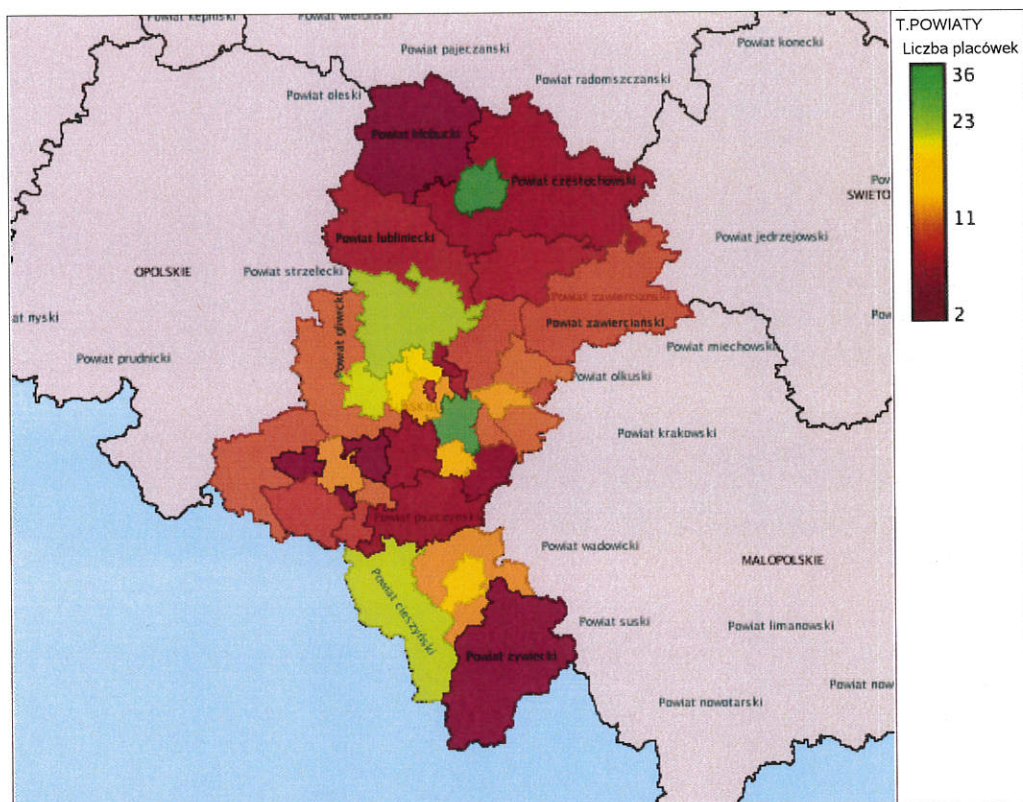 Powiat kępiński
Powiat wieluński
Powiat pajęczański
Powiat konecki
Powiat oleski
Powiat radomszczański
Powiat kłobucki
Powiat częstochowski
SWIETO
Powiat lubliniecki
Powiat jędrzejowski
OPOLSKIE
Powiat strzelecki
Powiat zawierciański
Powiat zawierciański
at nyski
Powiat gliwicki
Powiat miechowski
Powiat prudnicki
Powiat olkuski
Powiat krakowski
Powiat pszczyński
Powiat wadowicki
MALOPOLSKIE
Powiat cieszyński
Powiat suski
Powiat limanowski
Powiat żywiecki
Powiat nowotarski
Powiat now
T.POWIATY
Liczba placówek
36
23
11
2